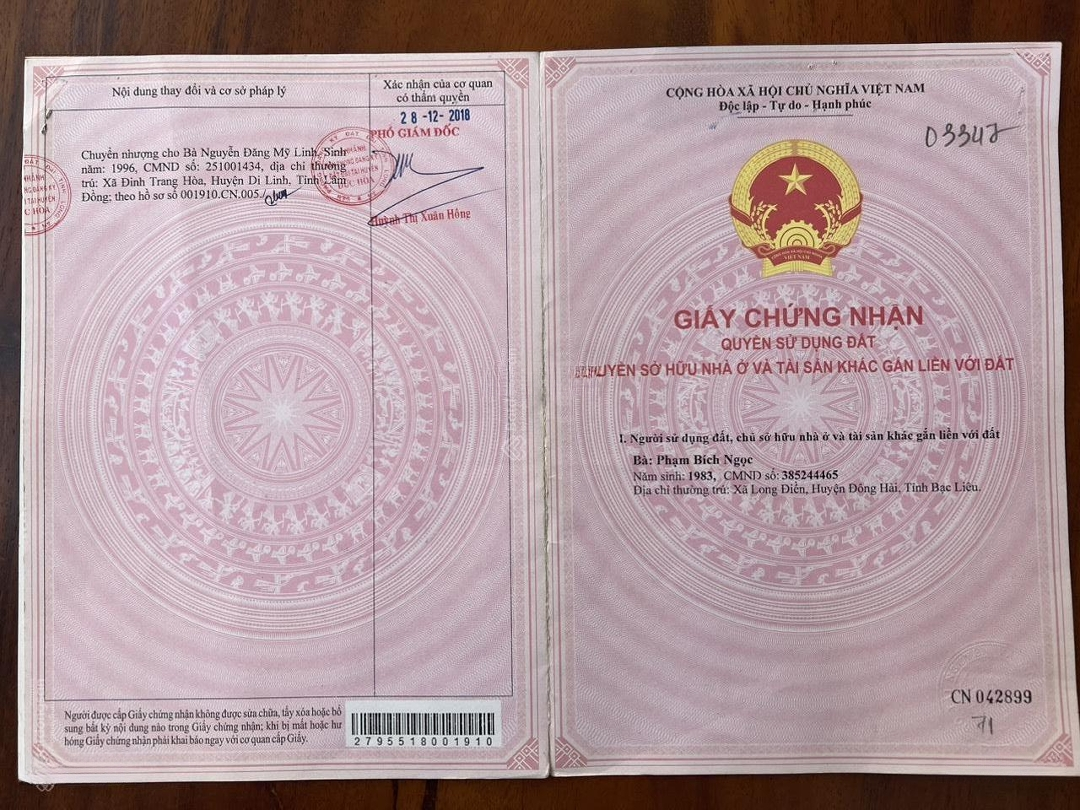 Nội dung thay đổi và cơ sở pháp lý
Xác nhận của cơ quan
có thẩm quyền
28-12-2018
PHÓ GIÁM ĐỐC
Chuyển nhượng cho Bà Nguyễn Đăng Mỹ Linh, Sinh
năm: 1996, CMND số: 251001434, địa chỉ thường
trú: Xã Đinh Trang Hòa, Huyện Di Linh, Tỉnh Lâm
Đồng; theo hồ sơ số 001910.CN.005./
Huỳnh Thị Xuân Hồng
Người được cấp Giấy chứng nhận không được sửa chữa, tẩy xóa hoặc bổ
sung bất kỳ nội dung nào trong Giấy chứng nhận; khi bị mất hoặc hư
hỏng Giấy chứng nhận phải khai báo ngay với cơ quan cấp Giấy.
2795518001910
CỘNG HÒA XÃ HỘI CHỦ NGHĨA VIỆT NAM
Độc lập - Tự do - Hạnh phúc
03347
VIỆT NAM
GIẤY CHỨNG NHẬN
QUYỀN SỬ DỤNG ĐẤT
QUYỀN SỞ HỮU NHÀ Ở VÀ TÀI SẢN KHÁC GẮN LIỀN VỚI ĐẤT
I. Người sử dụng đất, chủ sở hữu nhà ở và tài sản khác gắn liền với đất
Bà: Phạm Bích Ngọc
Năm sinh: 1983, CMND số: 385244465
Địa chỉ thường trú: Xã Long Điền, Huyện Đông Hải, Tỉnh Bạc Liêu.
CN 042899
71